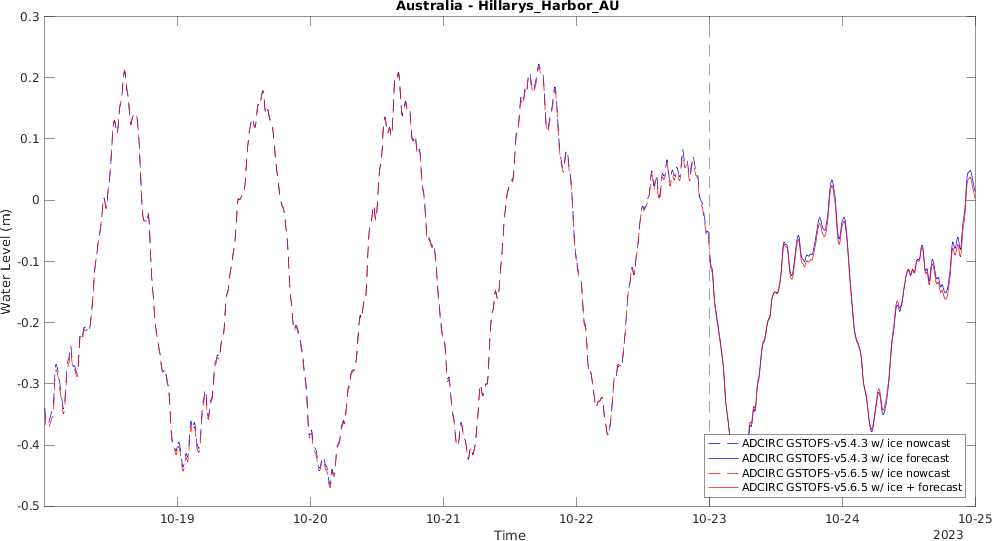 Australia - Hillarys_Harbor_AU
0.3
0.2
0.1
0
-0.1
-0.2
-0.3
-0.4
-0.5
Water Level (m)
ADCIRC GSTOFS-v5.4.3 w/ ice nowcast
ADCIRC GSTOFS-v5.4.3 w/ ice forecast
ADCIRC GSTOFS-v5.6.5 w/ ice nowcast
ADCIRC GSTOFS-v5.6.5 w/ ice + forecast
10-19 10-20 10-21 10-22 10-23 10-24 10-25
Time
2023